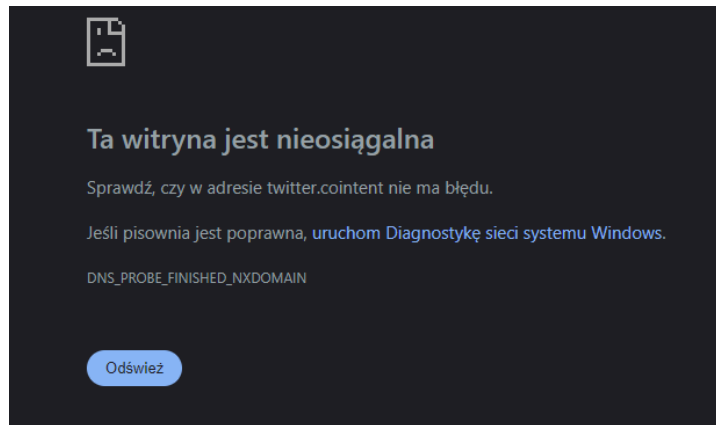 Ta witryna jest nieosiągalna
Sprawdź, czy w adresie twitter.cointent nie ma błędu.
Jeśli pisownia jest poprawna, uruchom Diagnostykę sieci systemu Windows.
DNS_PROBE_FINISHED_NXDOMAIN
Odśwież